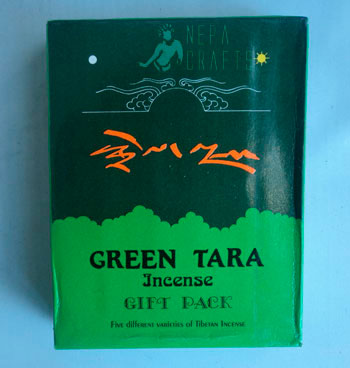 NEPA
CRAFTS
GREEN TARA
Incense
GIFT PACK
Five different varieties of Tibetan Incense